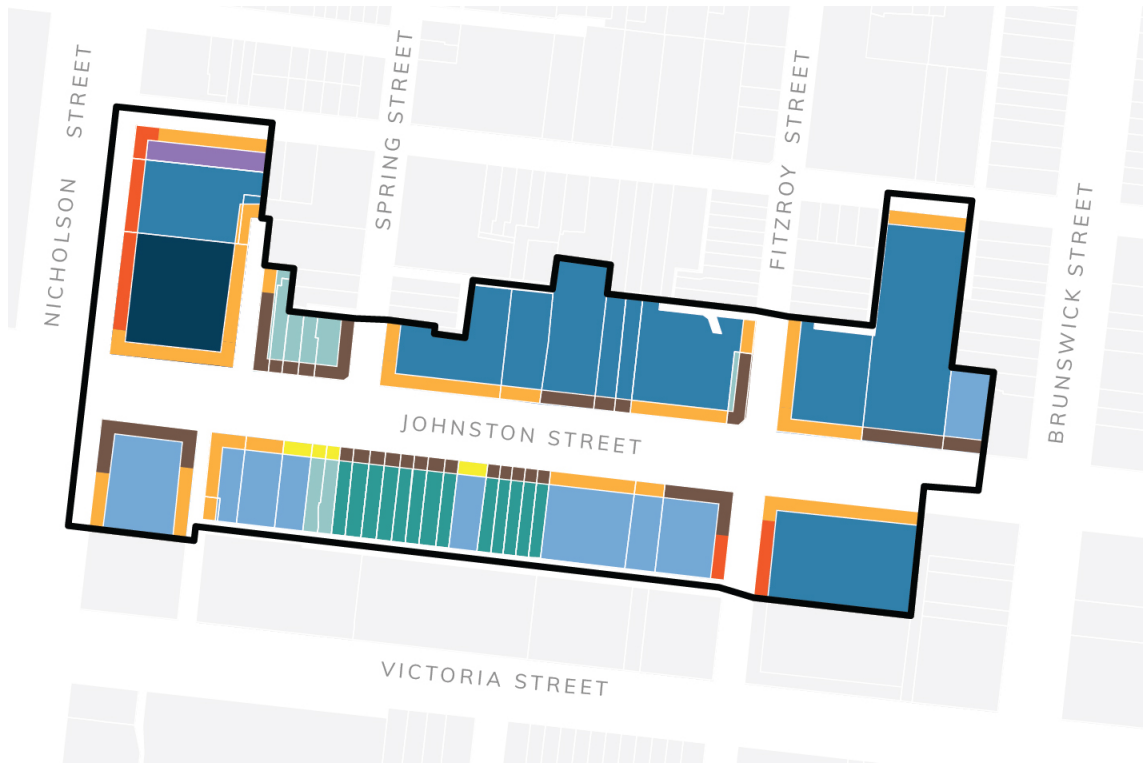 NICHOLSON STREET
SPRING STREET
FITZROY STREET
BRUNSWICK STREET
JOHNSTON STREET
VICTORIA STREET